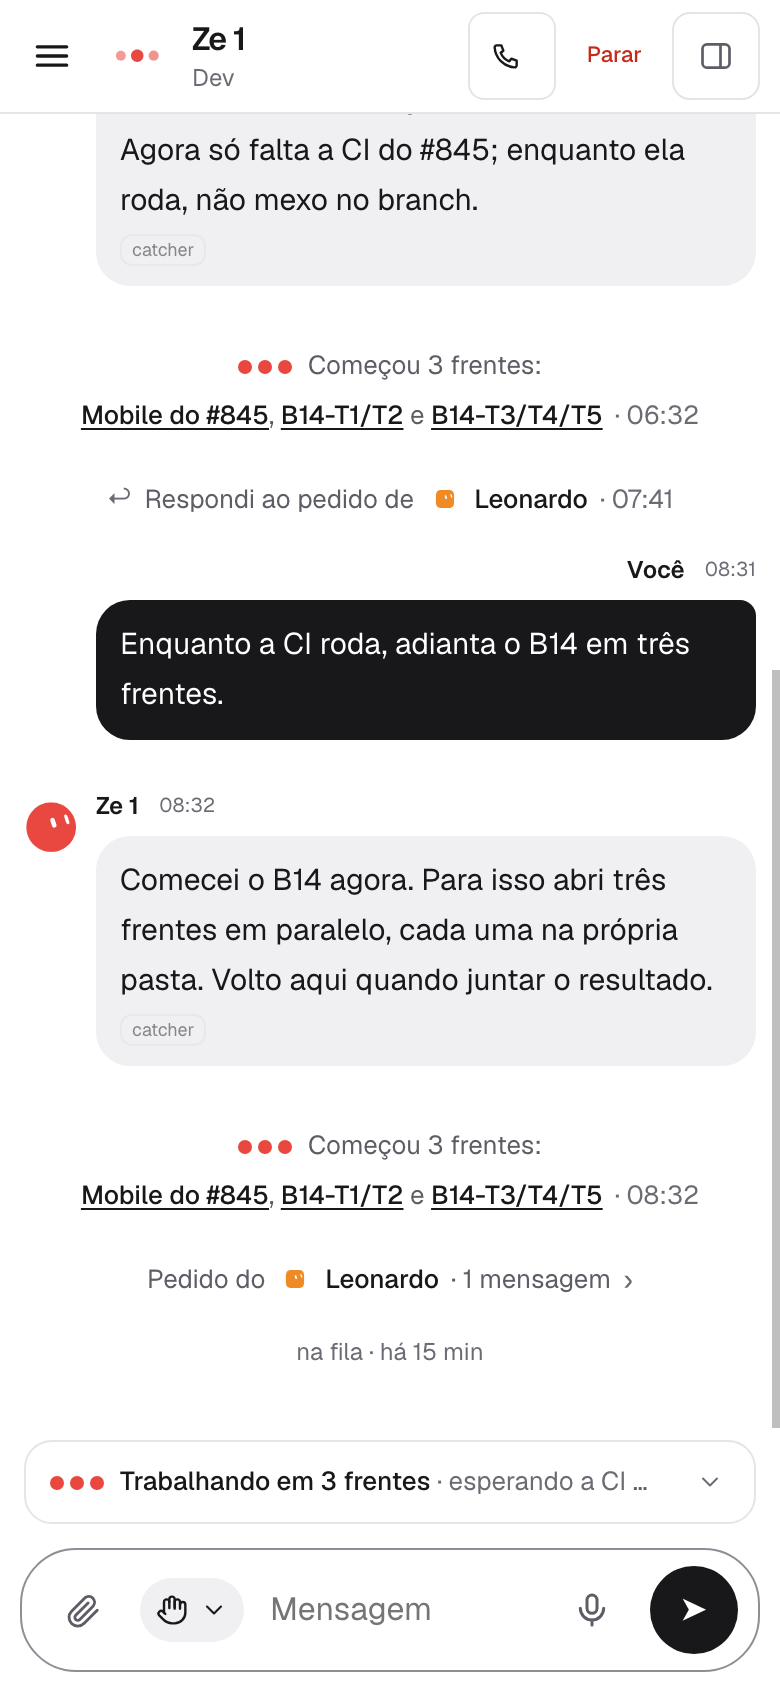 Ze 1
Dev
Parar
Agora só falta a CI do #845; enquanto ela
roda, não mexo no branch.
catcher
Começou 3 frentes:
Mobile do #845, B14-T1/T2 e B14-T3/T4/T5 · 06:32
Respondi ao pedido de Leonardo · 07:41
Você 08:31
Enquanto a CI roda, adianta o B14 em três
frentes.
Ze 1 08:32
Comecei o B14 agora. Para isso abri três
frentes em paralelo, cada uma na própria
pasta. Volto aqui quando juntar o resultado.
catcher
Começou 3 frentes:
Mobile do #845, B14-T1/T2 e B14-T3/T4/T5 · 08:32
Pedido do Leonardo · 1 mensagem ›
na fila · há 15 min
Trabalhando em 3 frentes · esperando a CI ...
Mensagem